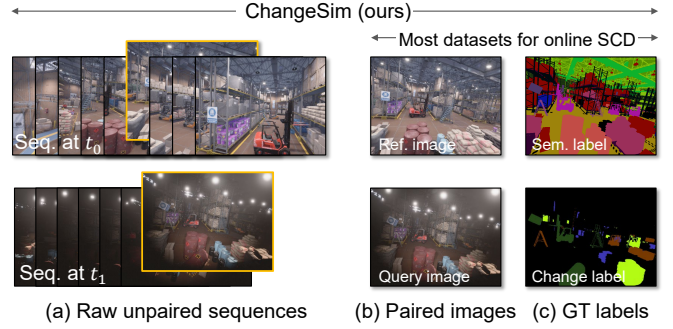 ChangeSim (ours)
Most datasets for online SCD
Seq. at t₀
Ref. image
Sem. label
Seq. at t₁
Query image
Change label
(a) Raw unpaired sequences
(b) Paired images
(c) GT labels